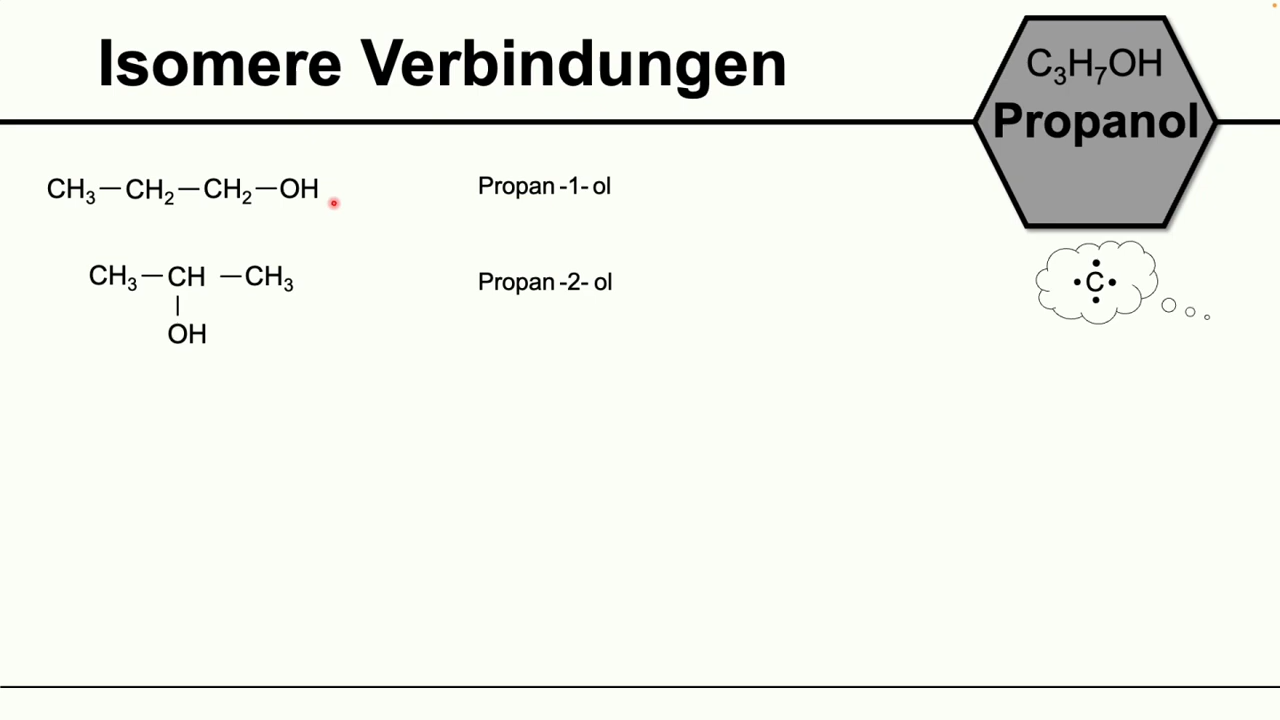 Isomere Verbindungen
C₃H₇OH
Propanol
CH₃—CH₂—CH₂—OH
Propan -1- ol
CH₃—CH —CH₃
|
OH
Propan -2- ol
•C•